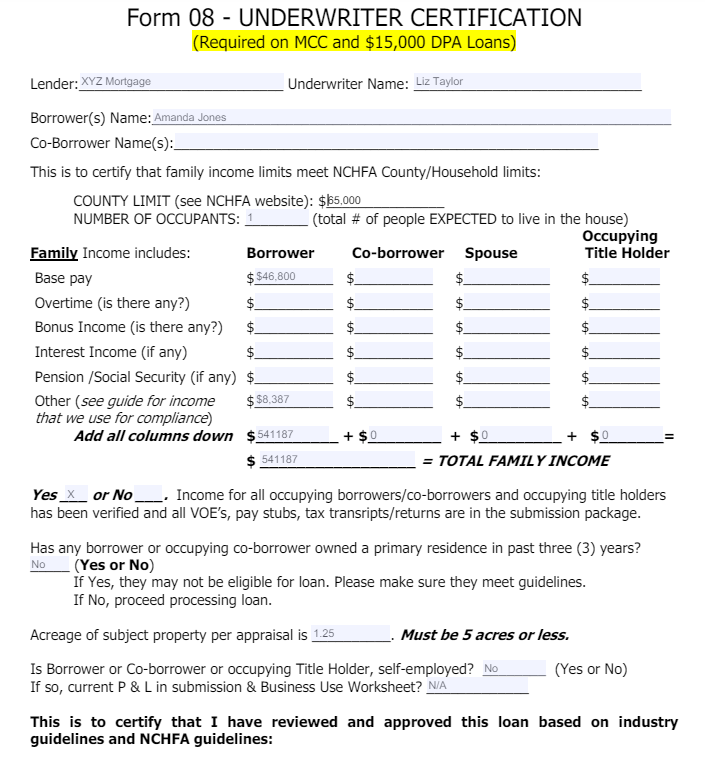 Form 08 - UNDERWRITER CERTIFICATION
(Required on MCC and $15,000 DPA Loans)
Lender: XYZ Mortgage Underwriter Name: Liz Taylor
Borrower(s) Name: Amanda Jones
Co-Borrower Name(s):
This is to certify that family income limits meet NCHFA County/Household limits:
COUNTY LIMIT (see NCHFA website): $65,000
NUMBER OF OCCUPANTS: 1 (total # of people EXPECTED to live in the house)
Family Income includes: Borrower Co-borrower Spouse Occupying Title Holder
Base pay $$46,800 $ $ $
Overtime (is there any?) $ $ $ $
Bonus Income (is there any?) $ $ $ $
Interest Income (if any) $ $ $ $
Pension /Social Security (if any) $ $ $ $
Other (see guide for income $$8,387 $ $ $
that we use for compliance)
Add all columns down $541187 + $0 + $0 + $0=
$ 541187 = TOTAL FAMILY INCOME
Yes X or No ___. Income for all occupying borrowers/co-borrowers and occupying title holders
has been verified and all VOE's, pay stubs, tax transripts/returns are in the submission package.
Has any borrower or occupying co-borrower owned a primary residence in past three (3) years?
No (Yes or No)
If Yes, they may not be eligible for loan. Please make sure they meet guidelines.
If No, proceed processing loan.
Acreage of subject property per appraisal is 1.25. Must be 5 acres or less.
Is Borrower or Co-borrower or occupying Title Holder, self-employed? No (Yes or No)
If so, current P & L in submission & Business Use Worksheet? N/A
This is to certify that I have reviewed and approved this loan based on industry
guidelines and NCHFA guidelines: